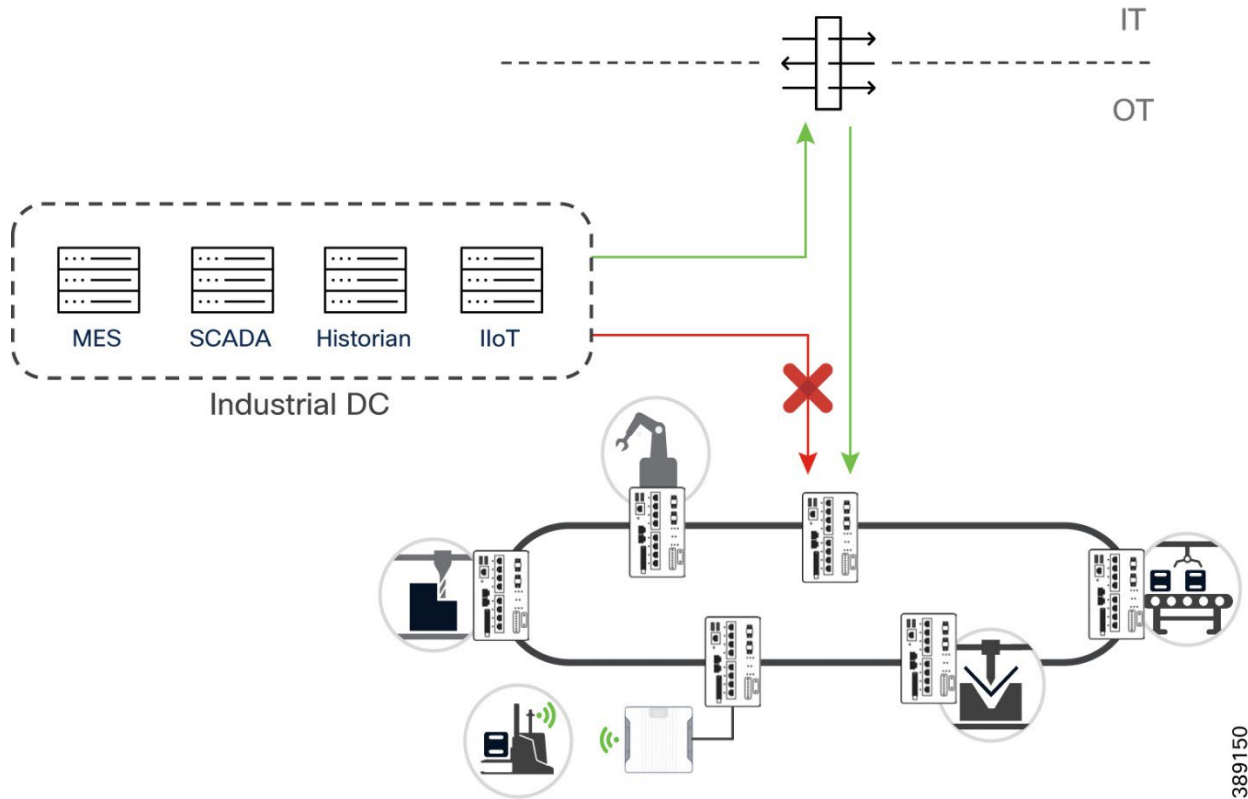 IT
OT
MES
SCADA
Historian
IIoT
Industrial DC
389150